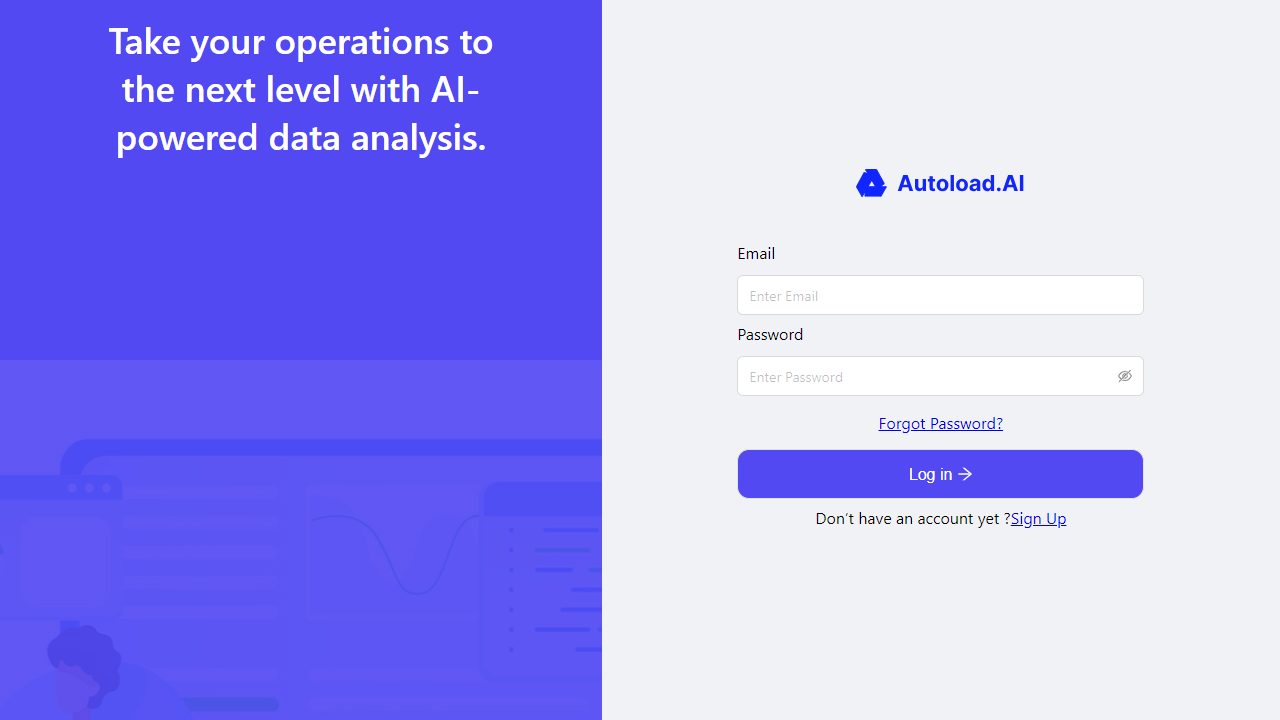 Take your operations to
the next level with AI-
powered data analysis.
Autoload.AI
Email
Enter Email
Password
Enter Password
Forgot Password?
Log in
Don't have an account yet ?Sign Up